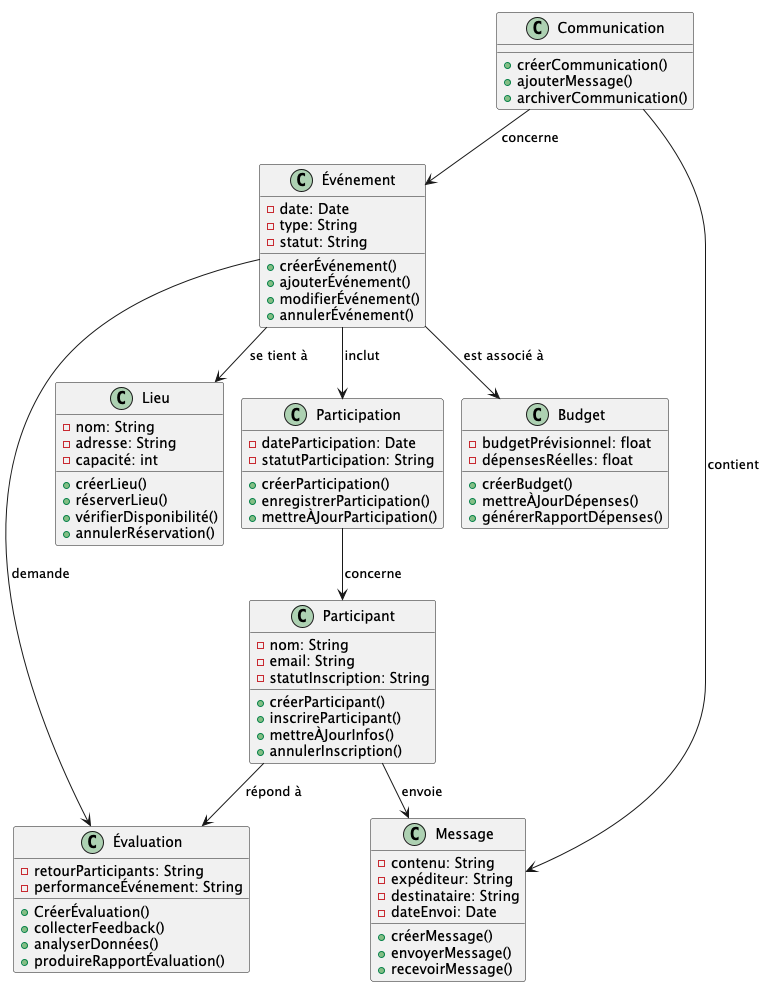 C Communication
créerCommunication()
ajouterMessage()
archiverCommunication()
concerne
C Événement
date: Date
type: String
statut: String
créerÉvénement()
ajouterÉvénement()
modifierÉvénement()
annulerÉvénement()
se tient à
inclut
est associé à
C Lieu
nom: String
adresse: String
capacité: int
créerLieu()
réserverLieu()
vérifierDisponibilité()
annulerRéservation()
C Participation
dateParticipation: Date
statutParticipation: String
créerParticipation()
enregistrerParticipation()
mettreÀJourParticipation()
C Budget
budgetPrévisionnel: float
dépensesRéelles: float
créerBudget()
mettreÀJourDépenses()
générerRapportDépenses()
contient
demande
concerne
C Participant
nom: String
email: String
statutInscription: String
créerParticipant()
inscrireParticipant()
mettreÀJourInfos()
annulerInscription()
répond à
envoie
C Évaluation
retourParticipants: String
performanceÉvénement: String
CréerÉvaluation()
collecterFeedback()
analyserDonnées()
produireRapportÉvaluation()
C Message
contenu: String
expéditeur: String
destinataire: String
dateEnvoi: Date
créerMessage()
envoyerMessage()
recevoirMessage()